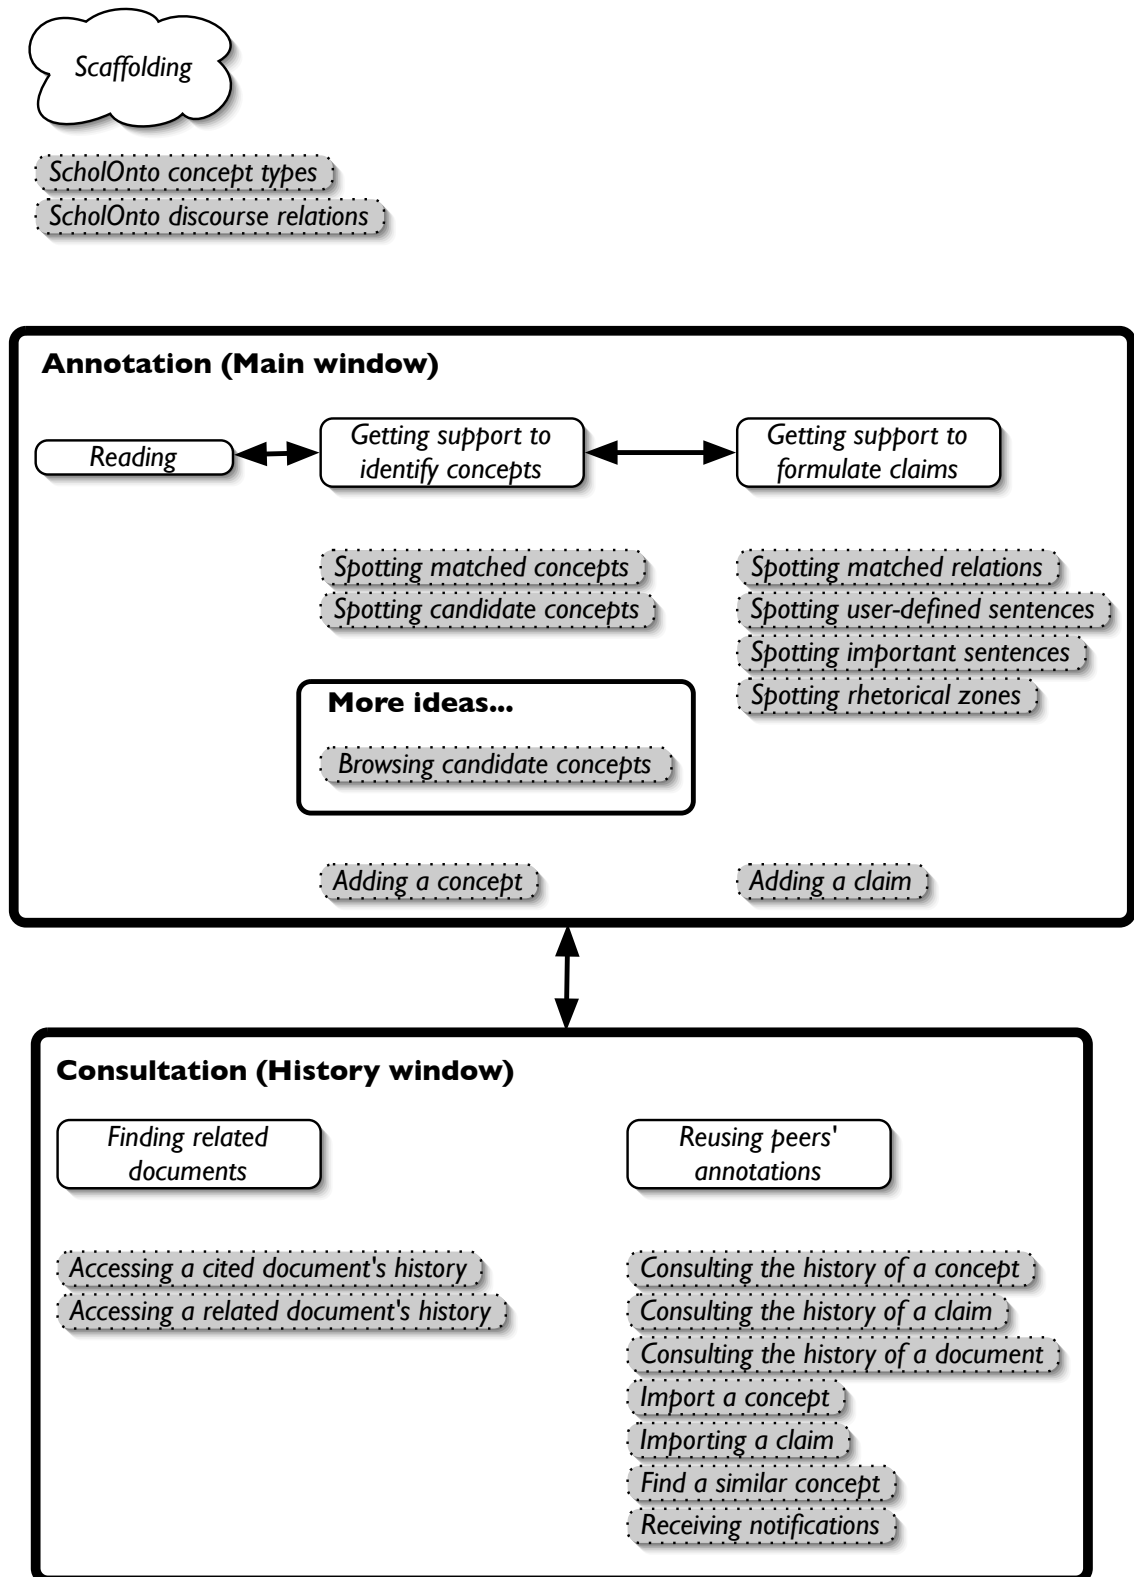 Scaffolding
ScholOnto concept types
ScholOnto discourse relations
Annotation (Main window)
Reading
Getting support to
identify concepts
Getting support to
formulate claims
Spotting matched concepts
Spotting candidate concepts
Spotting matched relations
Spotting user-defined sentences
Spotting important sentences
Spotting rhetorical zones
More ideas...
Browsing candidate concepts
Adding a concept
Adding a claim
Consultation (History window)
Finding related
documents
Reusing peers'
annotations
Accessing a cited document's history
Accessing a related document's history
Consulting the history of a concept
Consulting the history of a claim
Consulting the history of a document
Import a concept
Importing a claim
Find a similar concept
Receiving notifications